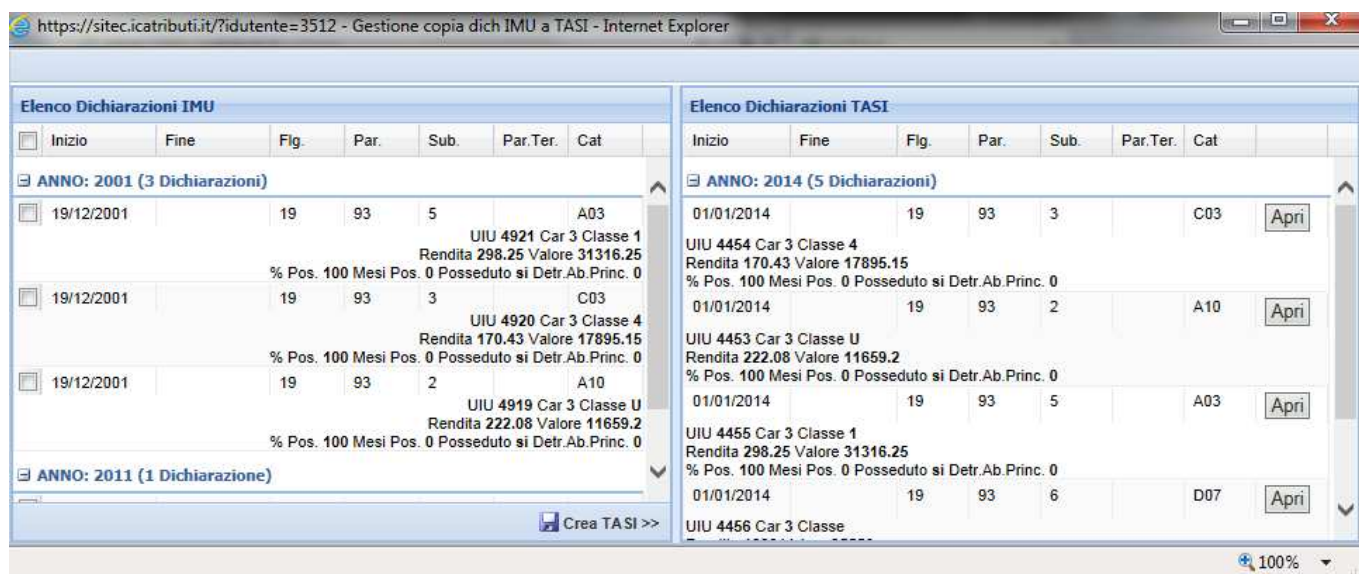 https://sitec.icatributi.it/?idutente=3512 - Gestione copia dich IMU a TASI - Internet Explorer
Elenco Dichiarazioni IMU
Inizio Fine Flg. Par. Sub. Par.Ter. Cat
ANNO: 2001 (3 Dichiarazioni)
19/12/2001 19 93 5 A03
UIU 4921 Car 3 Classe 1
Rendita 298.25 Valore 31316.25
% Pos. 100 Mesi Pos. 0 Posseduto si Detr.Ab.Princ. 0
19/12/2001 19 93 3 C03
UIU 4920 Car 3 Classe 4
Rendita 170.43 Valore 17895.15
% Pos. 100 Mesi Pos. 0 Posseduto si Detr.Ab.Princ. 0
19/12/2001 19 93 2 A10
UIU 4919 Car 3 Classe U
Rendita 222.08 Valore 11659.2
% Pos. 100 Mesi Pos. 0 Posseduto si Detr.Ab.Princ. 0
ANNO: 2011 (1 Dichiarazione)
Crea TASI >>
Elenco Dichiarazioni TASI
Inizio Fine Flg. Par. Sub. Par.Ter. Cat
ANNO: 2014 (5 Dichiarazioni)
01/01/2014 19 93 3 C03 Apri
UIU 4454 Car 3 Classe 4
Rendita 170.43 Valore 17895.15
% Pos. 100 Mesi Pos. 0 Posseduto si Detr.Ab.Princ. 0
01/01/2014 19 93 2 A10 Apri
UIU 4453 Car 3 Classe U
Rendita 222.08 Valore 11659.2
% Pos. 100 Mesi Pos. 0 Posseduto si Detr.Ab.Princ. 0
01/01/2014 19 93 5 A03 Apri
UIU 4455 Car 3 Classe 1
Rendita 298.25 Valore 31316.25
% Pos. 100 Mesi Pos. 0 Posseduto si Detr.Ab.Princ. 0
01/01/2014 19 93 6 D07 Apri
UIU 4456 Car 3 Classe
100%